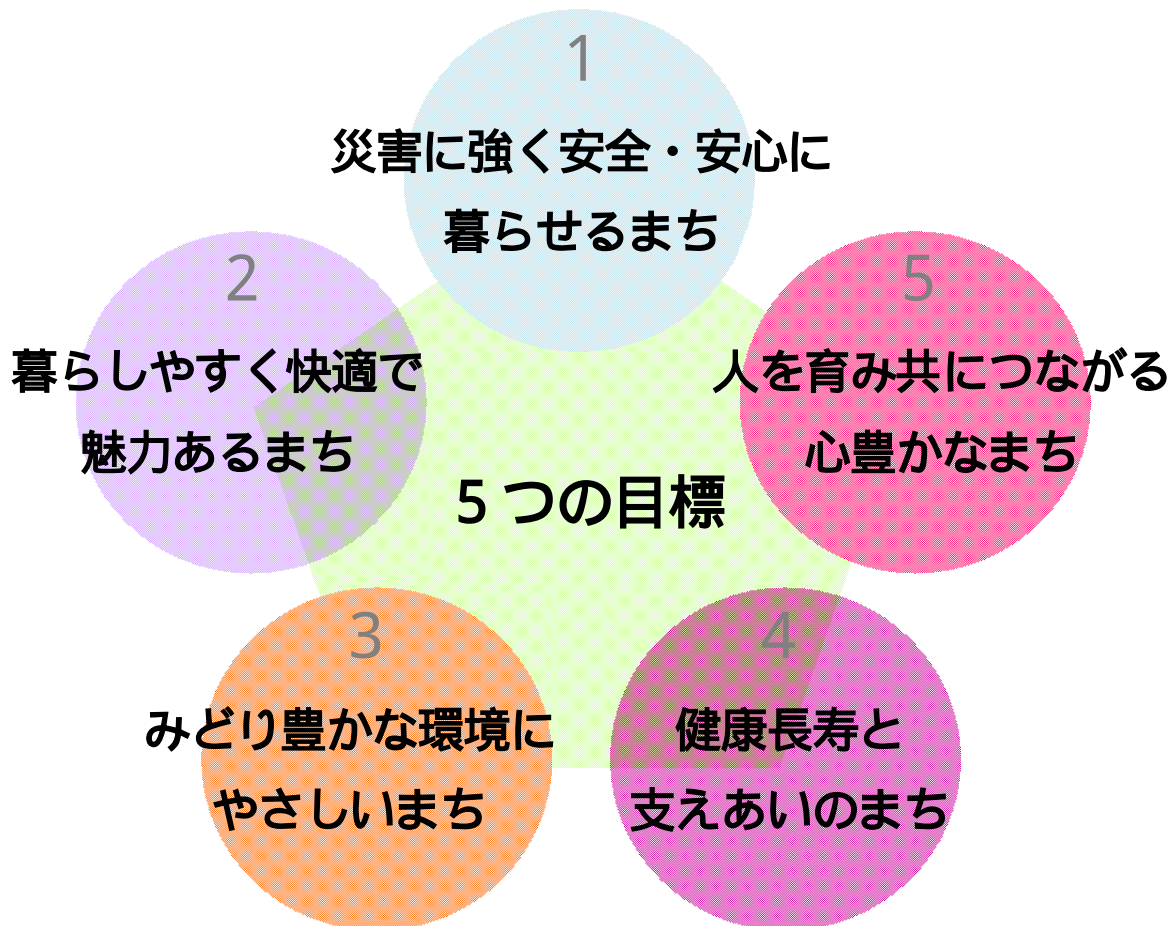 1
災害に強く安全・安心に
暮らせるまち
2
暮らしやすく快適で
魅力あるまち
5
人を育み共につながる
心豊かなまち
5つの目標
3
みどり豊かな環境に
やさしいまち
4
健康長寿と
支えあいのまち